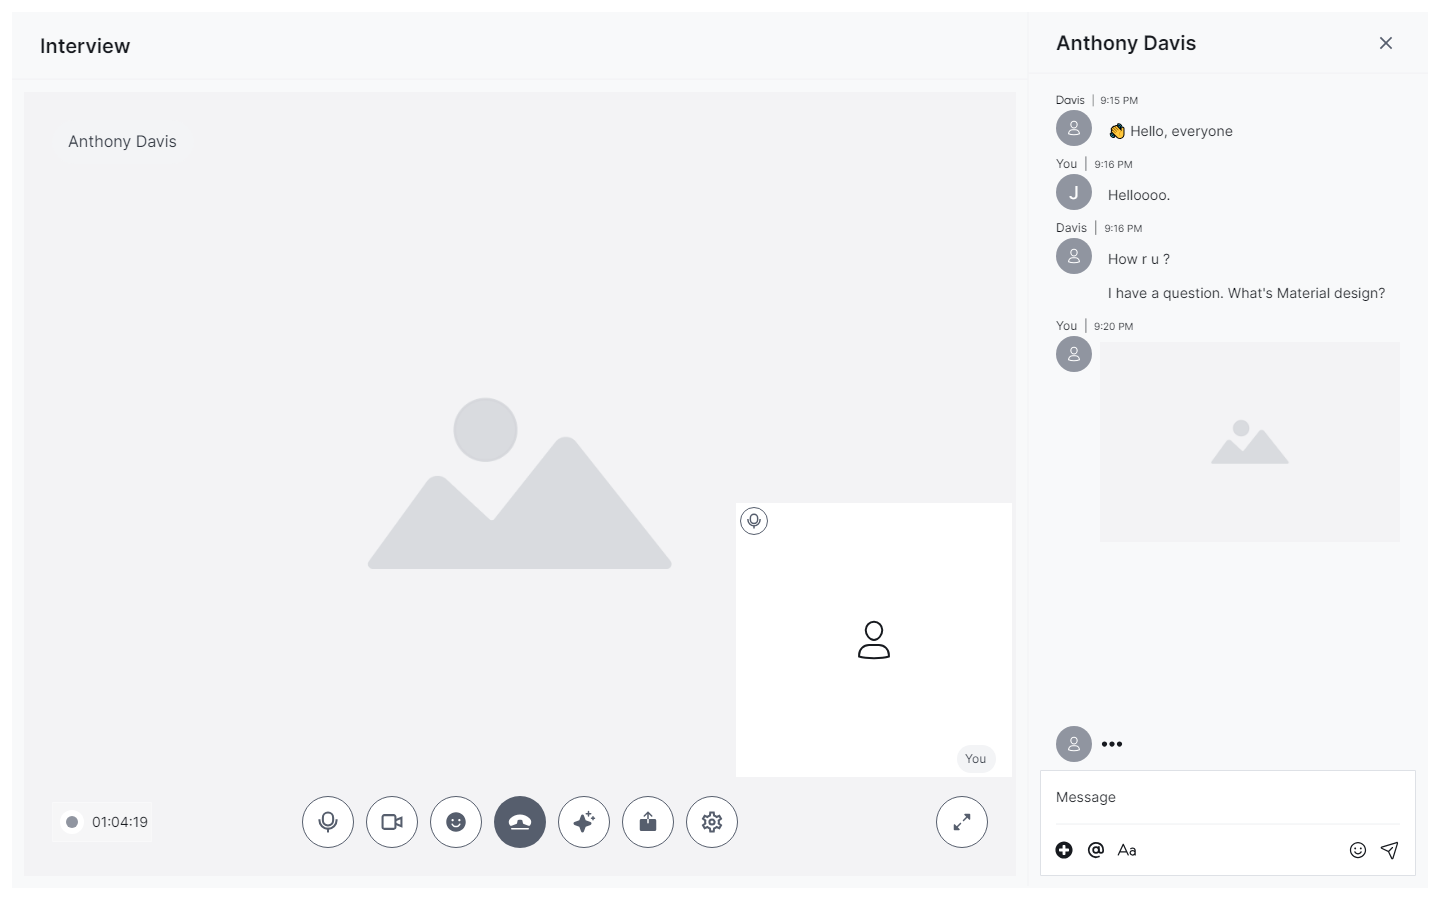 Interview
Anthony Davis
01:04:19
You
Anthony Davis
Davis | 9:15 PM
👏 Hello, everyone
You | 9:16 PM
J
Helloooo.
Davis | 9:16 PM
How r u ?
I have a question. What's Material design?
You | 9:20 PM
Message
@ Aa